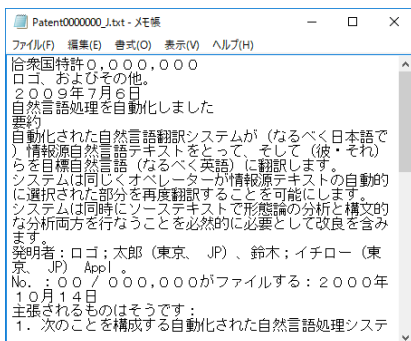 Patent0000000_J.txt - メモ帳
ファイル(F) 編集(E) 書式(O) 表示(V) ヘルプ(H)
合衆国特許０,０００,０００
ロゴ、およびその他。
２００９年７月６日
自然言語処理を自動化しました
要約
自動化された自然言語翻訳システムが（なるべく日本語で
）情報源自然言語テキストをとって、そして（彼・それ）
らを目標自然言語（なるべく英語）に翻訳します。
システムは同じくオペレーターが情報源テキストの自動的
に選択された部分を再度翻訳することを可能にします。
システムは同時にソーステキストで形態論の分析と構文的
な分析両方を行なうことを必然的に必要として改良を含み
ます。
発明者：ロゴ；太郎（東京、 JP）、鈴木；イチロー（東
京、 JP） Appl 。
No. ：００ / ０００,０００がファイルする：２０００年
１０月１４日
主張されるものはそうです：
１. 次のことを構成する自動化された自然言語処理システ